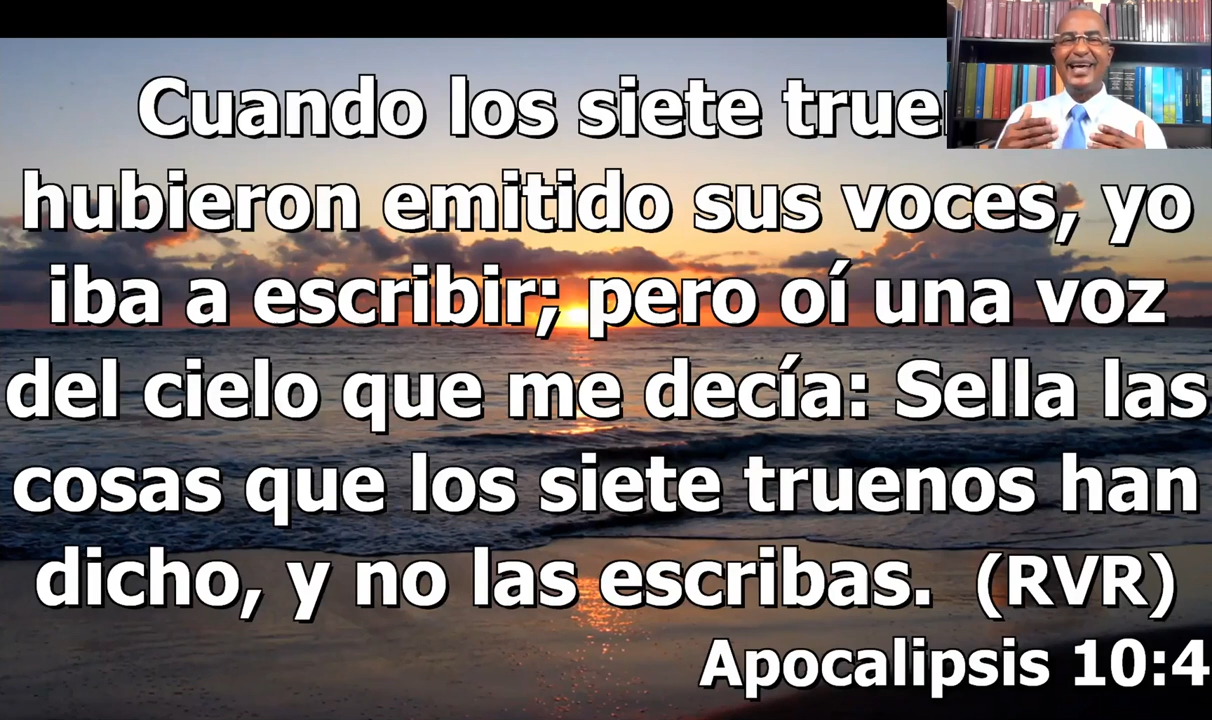 Cuando los siete
hubieron emitido sus voces, yo
iba a escribir; pero oí una voz
del cielo que me decía: Sella las
cosas que los siete truenos han
dicho, y no las escribas. (RVR)
Apocalipsis 10:4